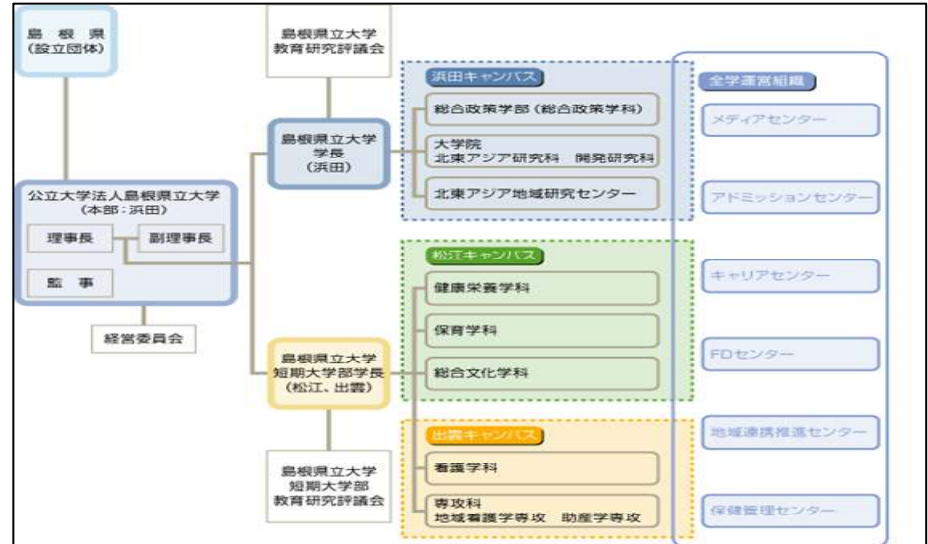 島 根 県
(設立団体)
島根県立大学
教育研究評議会
島根県立大学
学長
(浜田)
公立大学法人島根県立大学
(本部:浜田)
理事長
副理事長
監 事
経営委員会
島根県立大学
短期大学部学長
(松江、出雲)
島根県立大学
短期大学部
教育研究評議会
浜田キャンパス
総合政策学部(総合政策学科)
大学院
北東アジア研究科 開発研究科
北東アジア地域研究センター
松江キャンパス
健康栄養学科
保育学科
総合文化学科
出雲キャンパス
看護学科
専攻科
地域看護学専攻 助産学専攻
全学運営組織
メディアセンター
アドミッションセンター
キャリアセンター
FDセンター
地域連携推進センター
保健管理センター